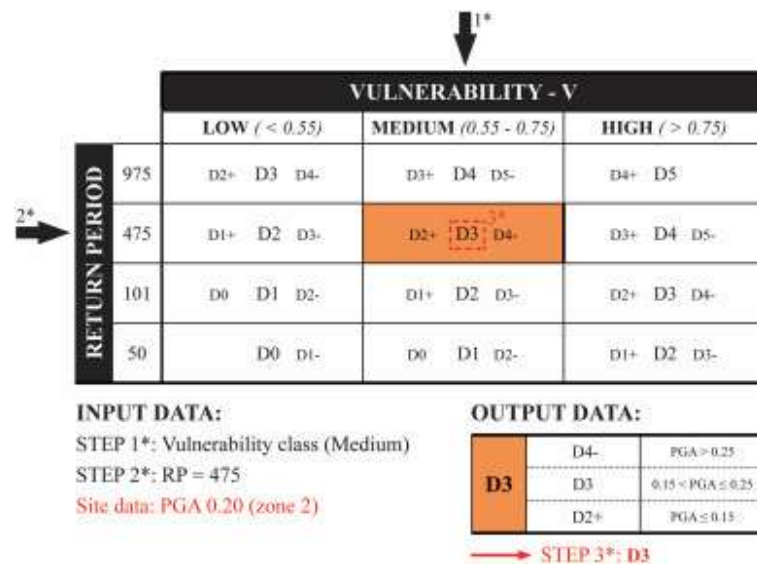 1*
VULNERABILITY - V
LOW ( < 0.55) MEDIUM (0.55 - 0.75) HIGH ( > 0.75)
2*
RETURN PERIOD
975 D2+ D3 D4- D3+ D4 D5- D4+ D5
475 D1+ D2 D3- D2+ D3 3* D4- D3+ D4 D5-
101 D0 D1 D2- D1+ D2 D3- D2+ D3 D4-
50 D0 D1- D0 D1 D2- D1+ D2 D3-
INPUT DATA:
STEP 1*: Vulnerability class (Medium)
STEP 2*: RP = 475
Site data: PGA 0.20 (zone 2)
OUTPUT DATA:
D3
D4- PGA > 0.25
D3 0.15 < PGA ≤ 0.25
D2+ PGA ≤ 0.15
STEP 3*: D3